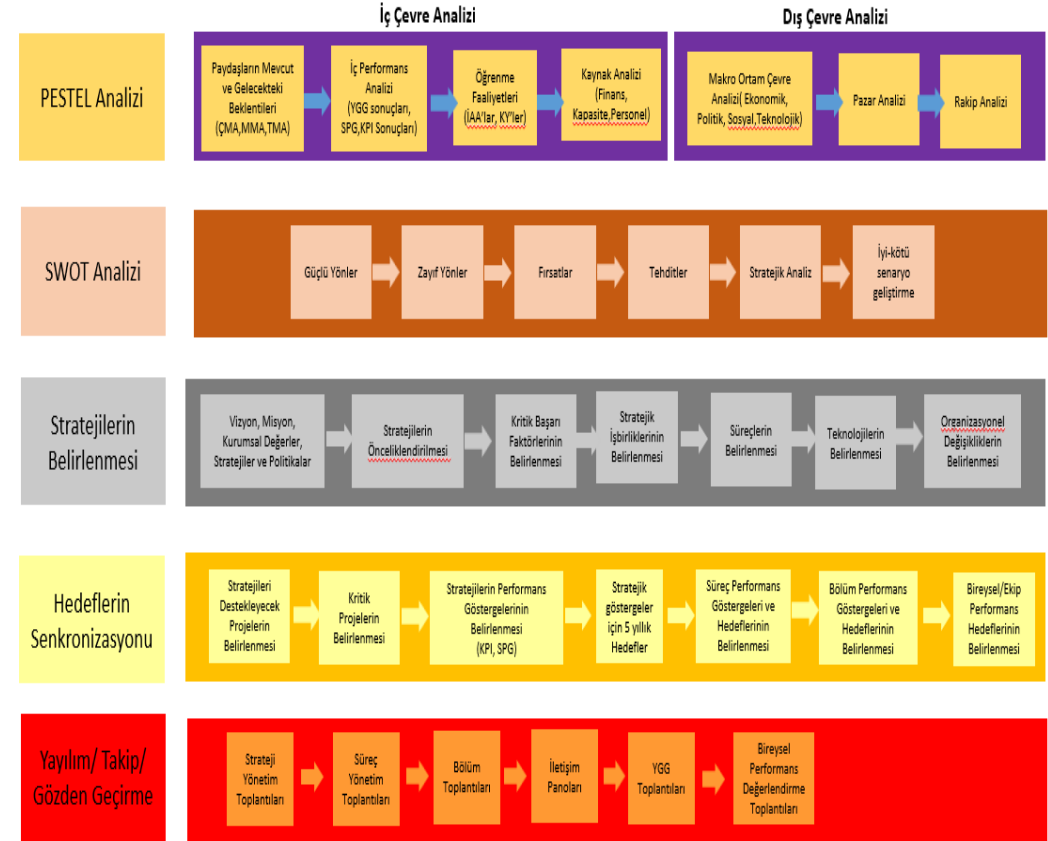 İç Çevre Analizi
Dış Çevre Analizi
PESTEL Analizi
Paydaşların Mevcut
ve Gelecekteki
Beklentileri
(ÇMA,MMA,TMA)
İç Performans
Analizi
(YGG sonuçları,
SPG,KPI Sonuçları)
Öğrenme
Faaliyetleri
(İAA'lar, KY'ler)
Kaynak Analizi
(Finans,
Kapasite,Personel)
Makro Ortam Çevre
Analizi( Ekonomik,
Politik, Sosyal,Teknolojik)
Pazar Analizi
Rakip Analizi
SWOT Analizi
Güçlü Yönler
Zayıf Yönler
Fırsatlar
Tehditler
Stratejik Analiz
İyi-kötü
senaryo
geliştirme
Stratejilerin
Belirlenmesi
Vizyon, Misyon,
Kurumsal Değerler,
Stratejiler ve Politikalar
Stratejilerin
Önceliklendirilmesi
Kritik Başarı
Faktörlerinin
Belirlenmesi
Stratejik
İşbirliklerinin
Belirlenmesi
Süreçlerin
Belirlenmesi
Teknolojilerin
Belirlenmesi
Organizasyonel
Değişikliklerin
Belirlenmesi
Hedeflerin
Senkronizasyonu
Stratejileri
Destekleyecek
Projelerin
Belirlenmesi
Kritik
Projelerin
Belirlenmesi
Stratejilerin Performans
Göstergelerinin
Belirlenmesi
(KPI, SPG)
Stratejik
göstergeler
için 5 yıllık
Hedefler
Süreç Performans
Göstergeleri ve
Hedeflerinin
Belirlenmesi
Bölüm Performans
Göstergeleri ve
Hedeflerinin
Belirlenmesi
Bireysel/Ekip
Performans
Hedeflerinin
Belirlenmesi
Yayılım/ Takip/
Gözden Geçirme
Strateji
Yönetim
Toplantıları
Süreç
Yönetim
Toplantıları
Bölüm
Toplantıları
İletişim
Panoları
YGG
Toplantıları
Bireysel
Performans
Değerlendirme
Toplantıları